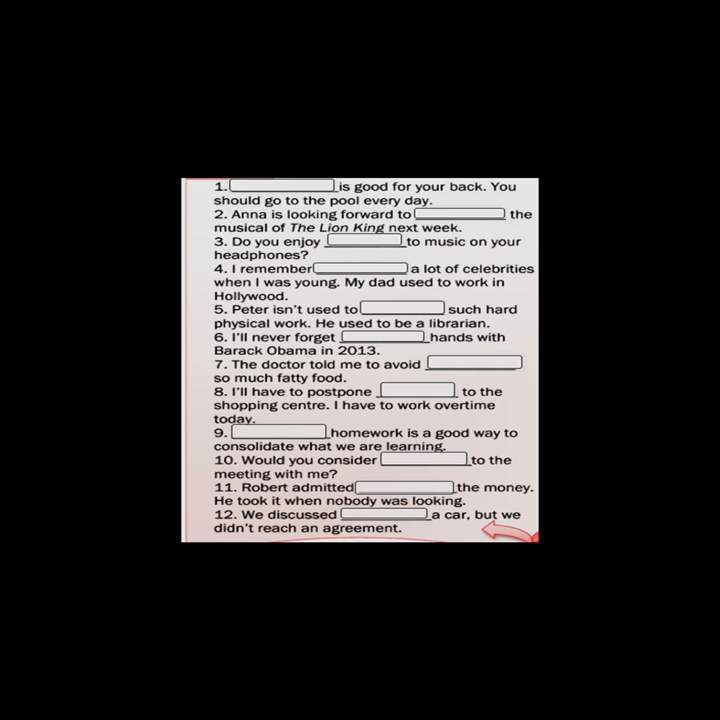 1. is good for your back. You
should go to the pool every day.
2. Anna is looking forward to the
musical of The Lion King next week.
3. Do you enjoy to music on your
headphones?
4. I remember a lot of celebrities
when I was young. My dad used to work in
Hollywood.
5. Peter isn't used to such hard
physical work. He used to be a librarian.
6. I'll never forget hands with
Barack Obama in 2013.
7. The doctor told me to avoid
so much fatty food.
8. I'll have to postpone to the
shopping centre. I have to work overtime
today.
9. homework is a good way to
consolidate what we are learning.
10. Would you consider to the
meeting with me?
11. Robert admitted the money.
He took it when nobody was looking.
12. We discussed a car, but we
didn't reach an agreement.